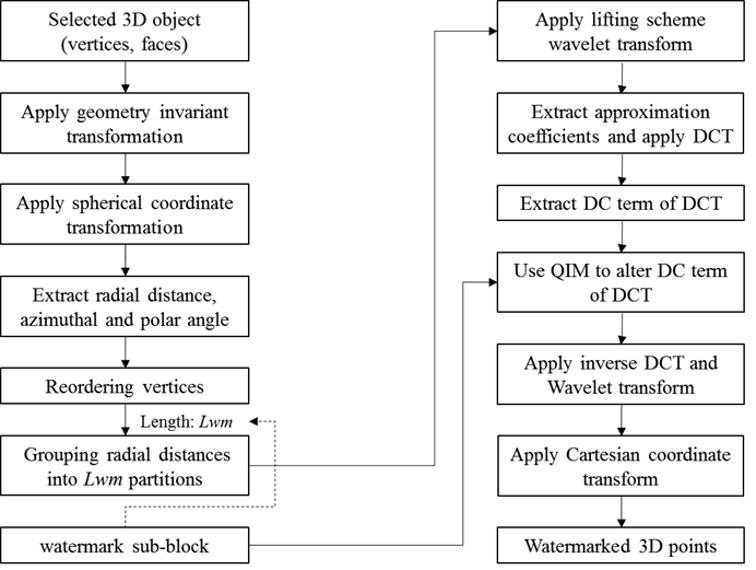 Selected 3D object
(vertices, faces)
Apply geometry invariant
transformation
Apply spherical coordinate
transformation
Extract radial distance,
azimuthal and polar angle
Reordering vertices
Length: Lwm
Grouping radial distances
into Lwm partitions
watermark sub-block
Apply lifting scheme
wavelet transform
Extract approximation
coefficients and apply DCT
Extract DC term of DCT
Use QIM to alter DC term
of DCT
Apply inverse DCT and
Wavelet transform
Apply Cartesian coordinate
transform
Watermarked 3D points